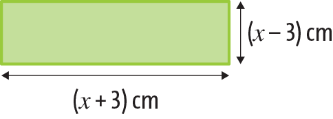 (x – 3) cm
(x + 3) cm